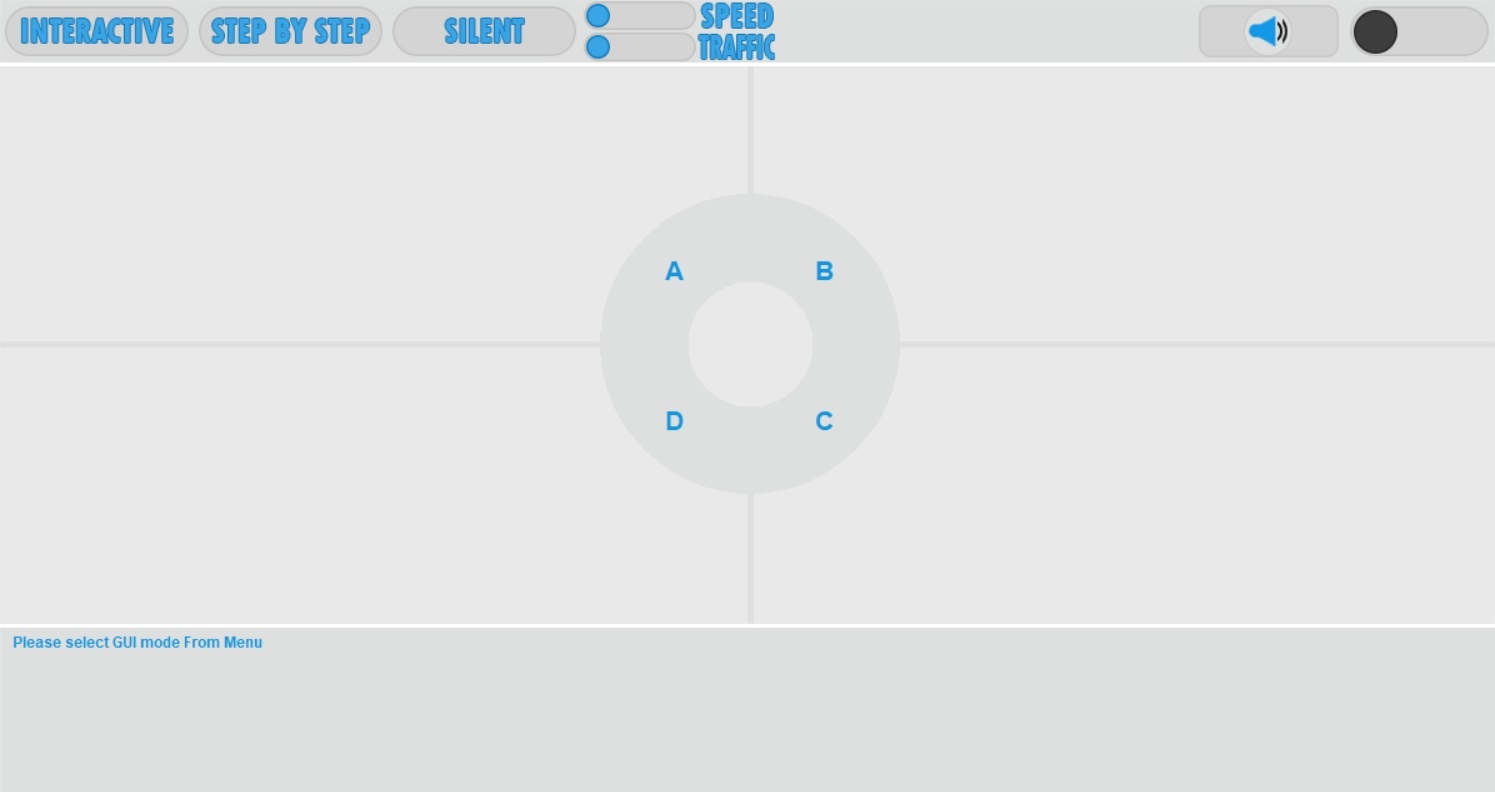 INTERACTIVE
STEP BY STEP
SILENT
SPEED
TRAFFIC
A
B
D
C
Please select GUI mode From Menu